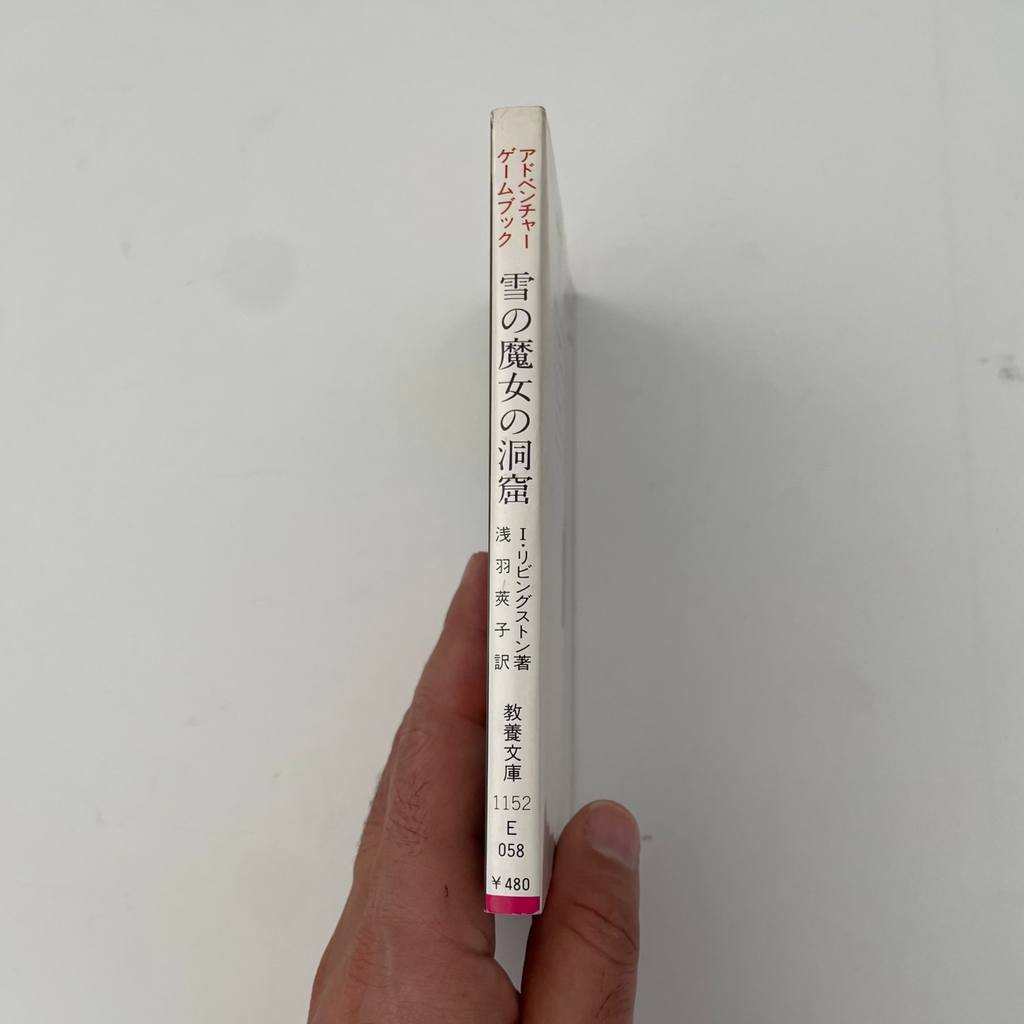 アドベンチャー
ゲームブック
雪の魔女の洞窟
I・リビングストン著
浅羽莢子訳
教養文庫
1152
E
058
￥480